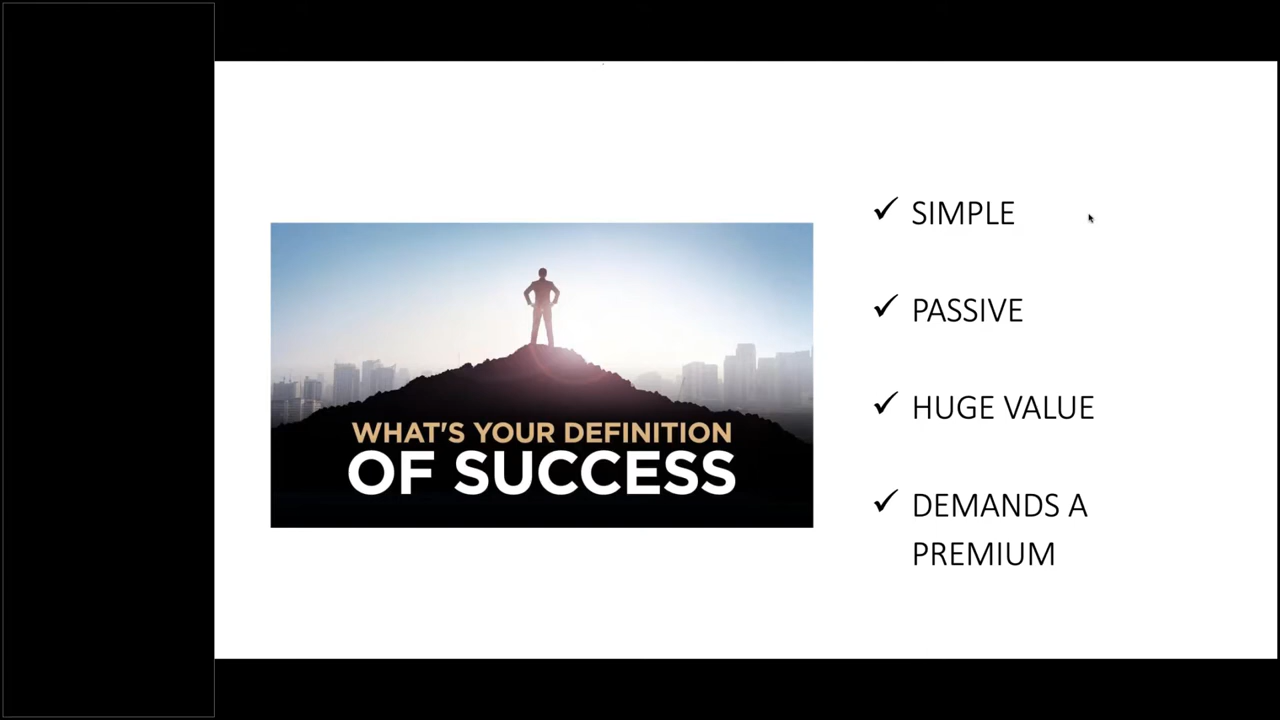 WHAT'S YOUR DEFINITION
OF SUCCESS
✓ SIMPLE
✓ PASSIVE
✓ HUGE VALUE
✓ DEMANDS A
PREMIUM